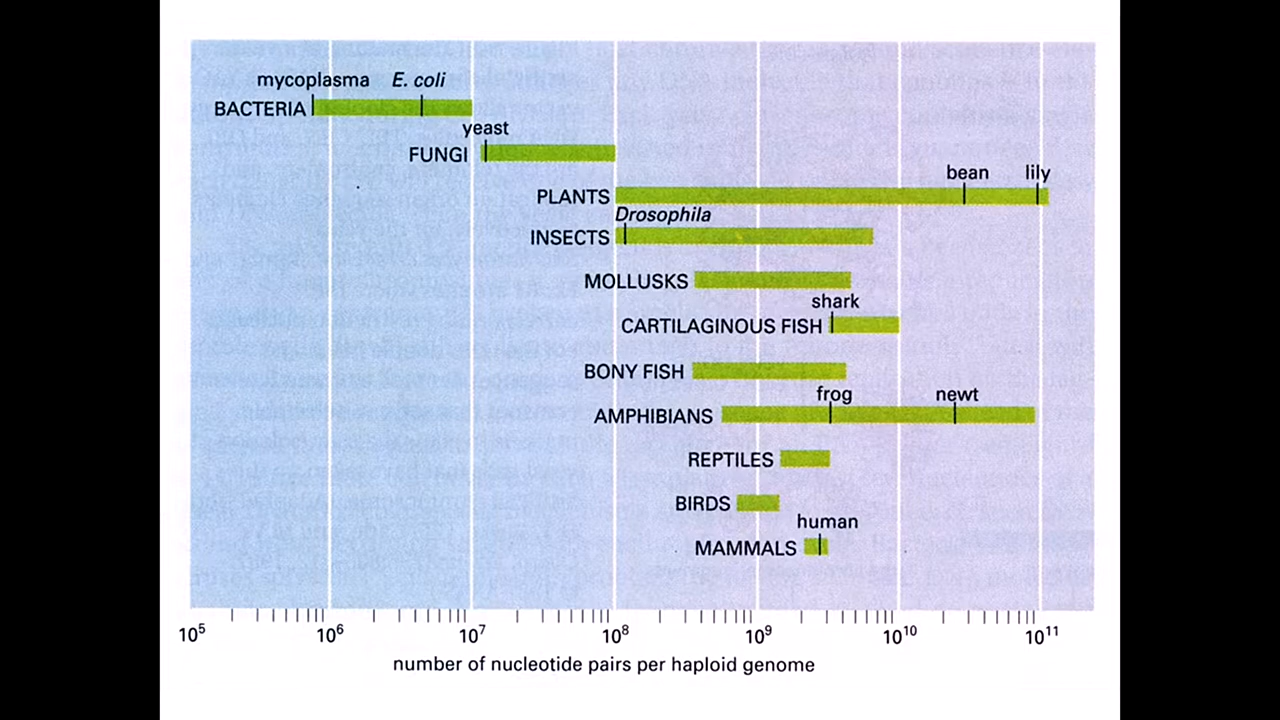 mycoplasma E. coli
BACTERIA
yeast
FUNGI
bean lily
PLANTS
Drosophila
INSECTS
MOLLUSKS
shark
CARTILAGINOUS FISH
BONY FISH
frog newt
AMPHIBIANS
REPTILES
BIRDS
human
MAMMALS
10⁵ 10⁶ 10⁷ 10⁸ 10⁹ 10¹⁰ 10¹¹
number of nucleotide pairs per haploid genome